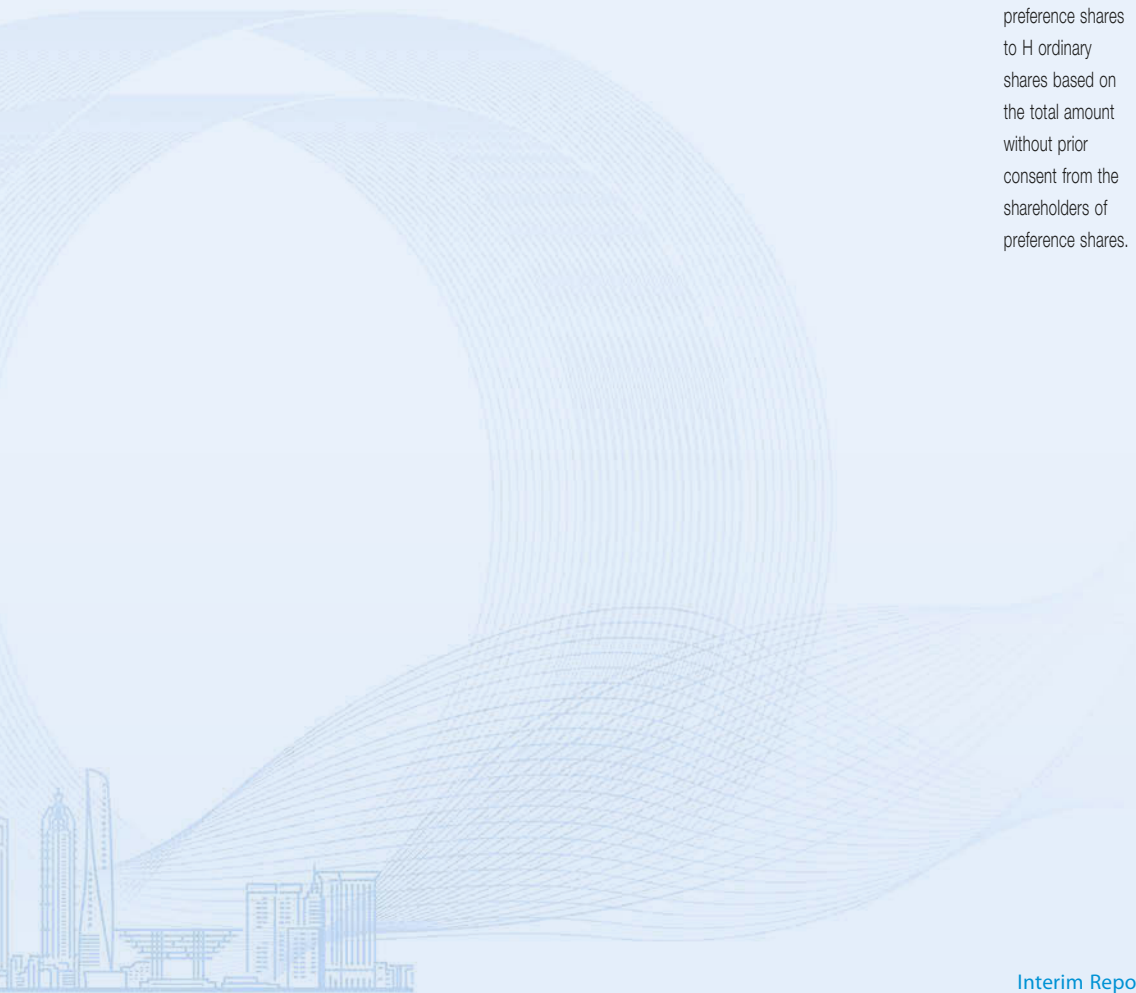 preference shares
to H ordinary
shares based on
the total amount
without prior
consent from the
shareholders of
preference shares.
Interim Repo